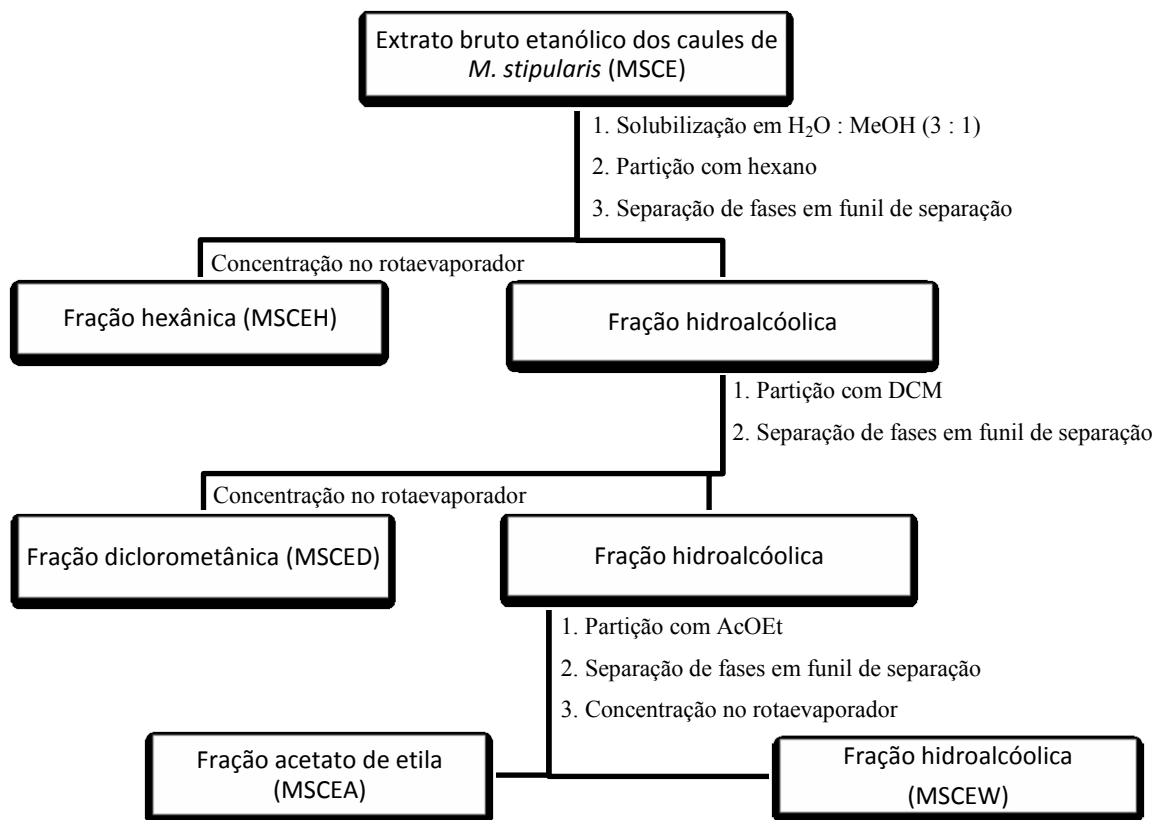 Extrato bruto etanólico dos caules de
M. stipularis (MSCE)
1. Solubilização em H₂O : MeOH (3 : 1)
2. Partição com hexano
3. Separação de fases em funil de separação
Concentração no rotaevaporador
Fração hexânica (MSCEH)
Fração hidroalcóolica
1. Partição com DCM
2. Separação de fases em funil de separação
Concentração no rotaevaporador
Fração diclorometânica (MSCED)
Fração hidroalcóolica
1. Partição com AcOEt
2. Separação de fases em funil de separação
3. Concentração no rotaevaporador
Fração acetato de etila
(MSCEA)
Fração hidroalcóolica
(MSCEW)